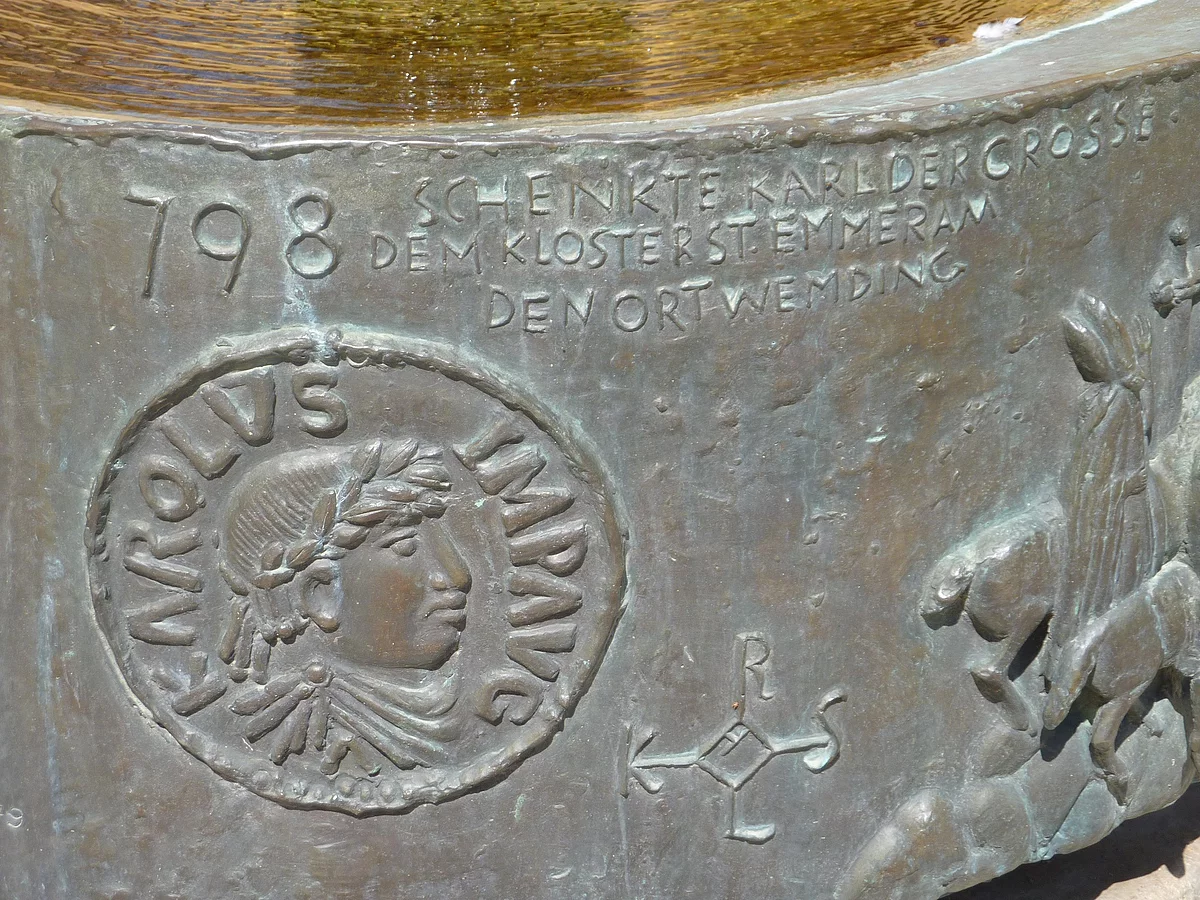 798 SCHENKTE KARL DER GROSSE
DEM KLOSTER ST. EMMERAM
DEN ORT WEMDING
KAROLVS IMP AVG
R
K S
L